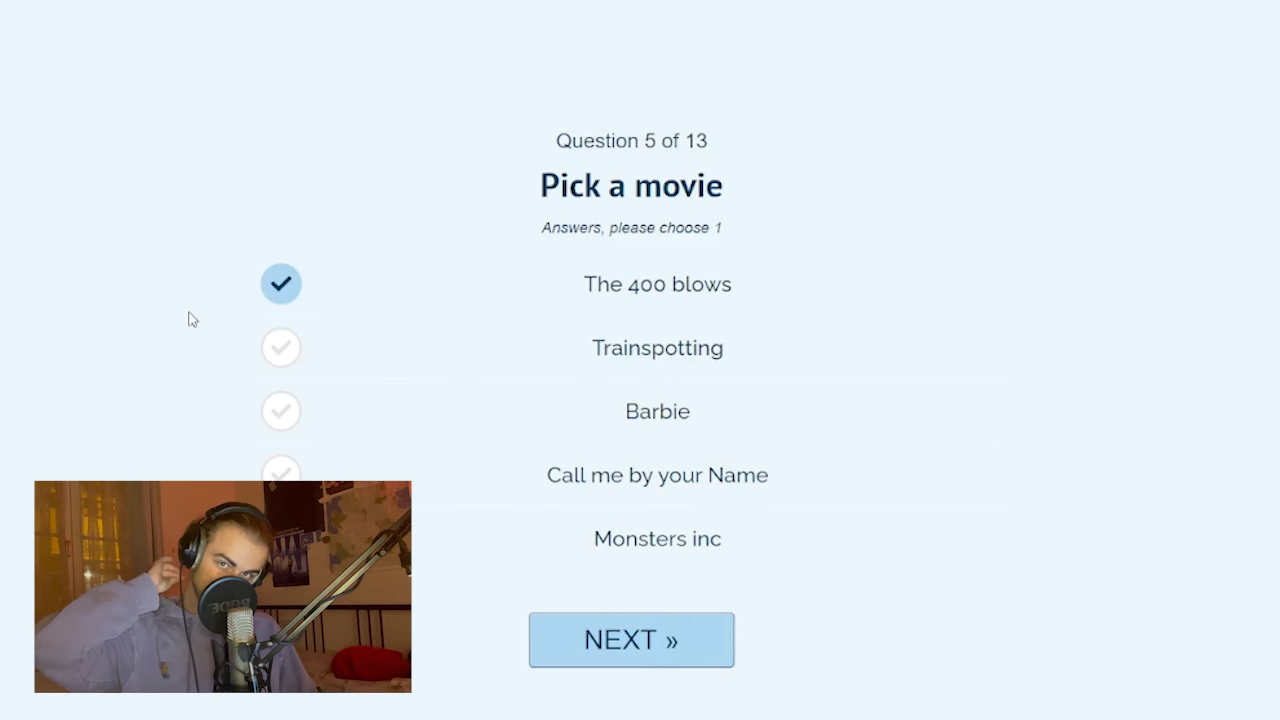 Question 5 of 13
Pick a movie
Answers, please choose 1
The 400 blows
Trainspotting
Barbie
Call me by your Name
Monsters inc
NEXT »